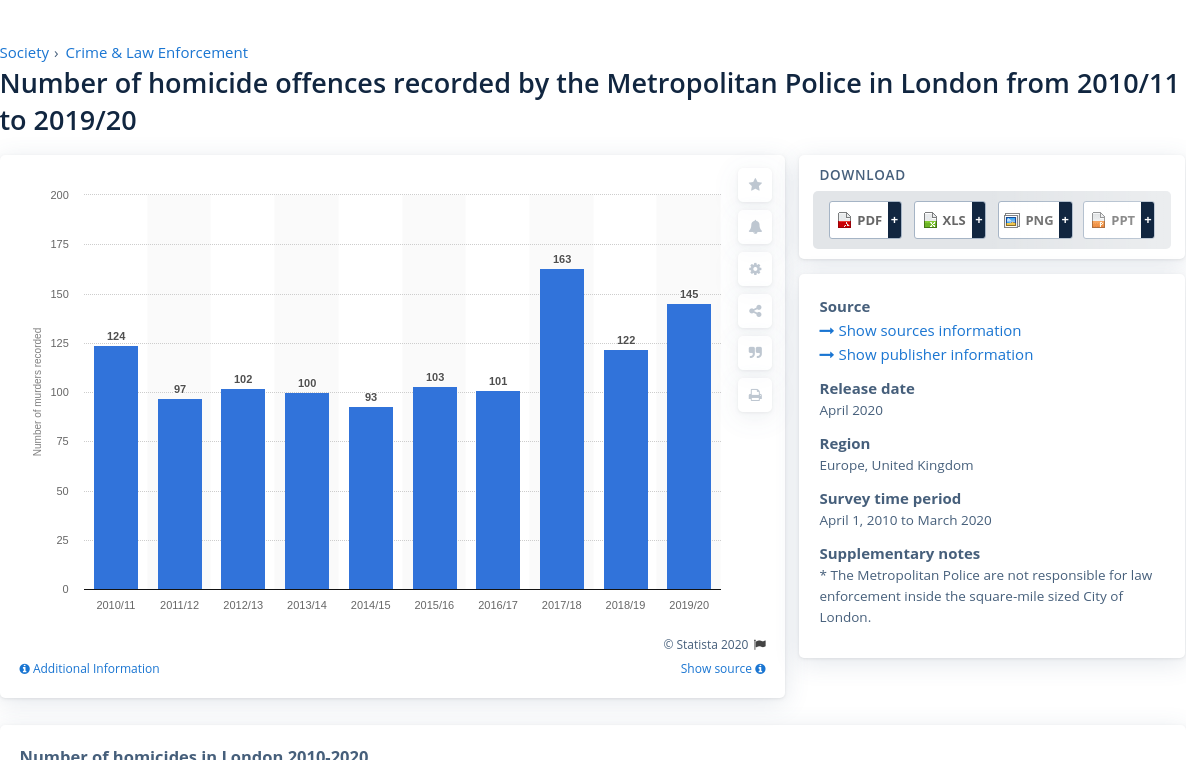 Society › Crime & Law Enforcement
Number of homicide offences recorded by the Metropolitan Police in London from 2010/11
to 2019/20
Number of murders recorded
200
175
150
125
100
75
50
25
0
124
97
102
100
93
103
101
163
122
145
2010/11 2011/12 2012/13 2013/14 2014/15 2015/16 2016/17 2017/18 2018/19 2019/20
© Statista 2020
Additional Information
Show source
DOWNLOAD
PDF + XLS + PNG + PPT +
Source
Show sources information
Show publisher information
Release date
April 2020
Region
Europe, United Kingdom
Survey time period
April 1, 2010 to March 2020
Supplementary notes
* The Metropolitan Police are not responsible for law
enforcement inside the square-mile sized City of
London.
Number of homicides in London 2010-2020